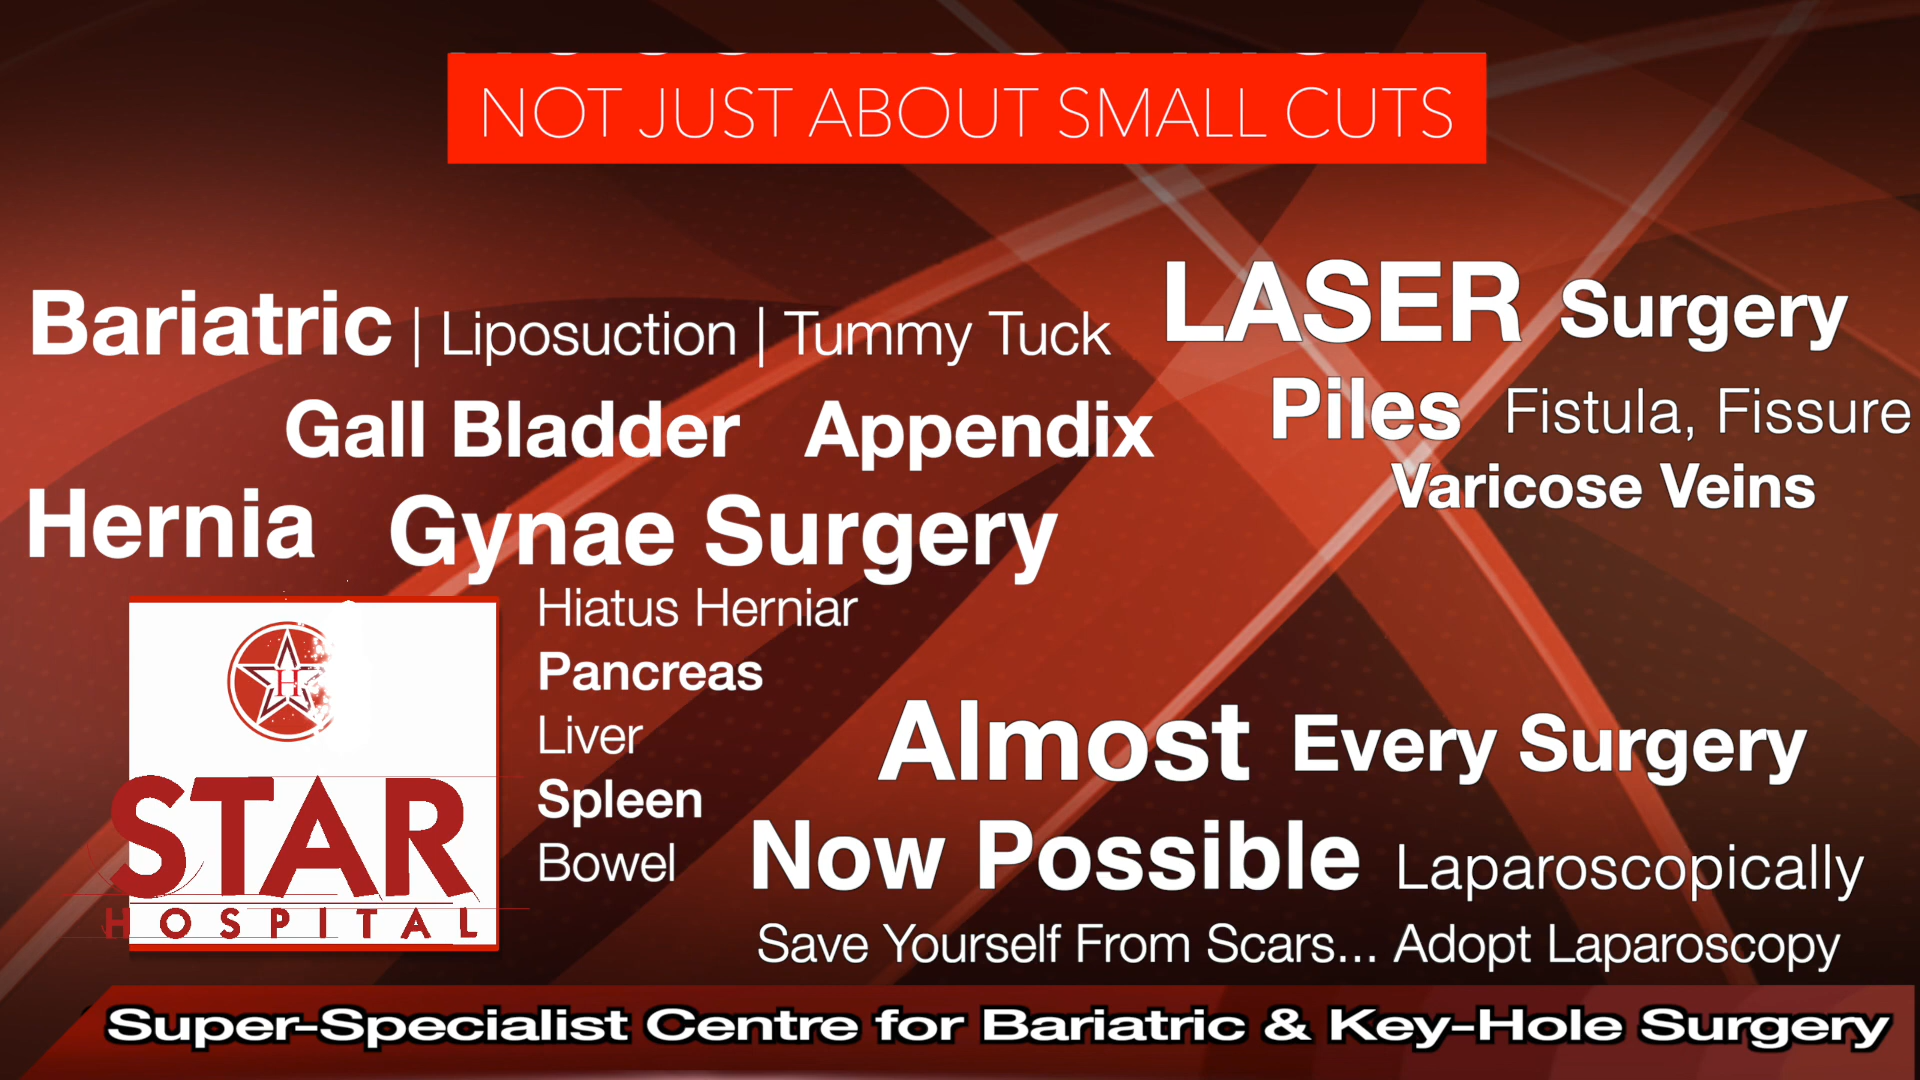 NOT JUST ABOUT SMALL CUTS
Bariatric | Liposuction | Tummy Tuck
Gall Bladder Appendix
Hernia Gynae Surgery
Hiatus Herniar
Pancreas
Liver
Spleen
Bowel
LASER Surgery
Piles Fistula, Fissure
Varicose Veins
H
STAR
HOSPITAL
Almost Every Surgery
Now Possible Laparoscopically
Save Yourself From Scars... Adopt Laparoscopy
Super-Specialist Centre for Bariatric & Key-Hole Surgery